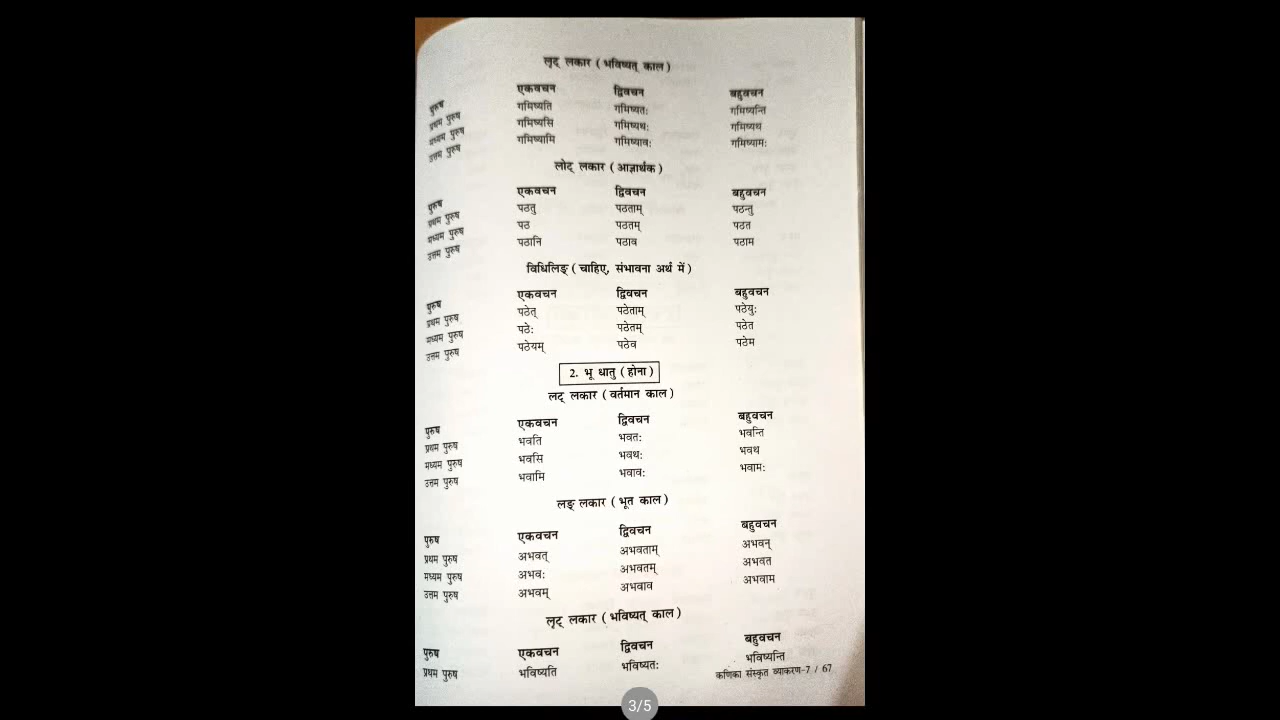 लृट् लकार ( भविष्यत् काल )
पुरुष एकवचन द्विवचन बहुवचन
प्रथम पुरुष गमिष्यति गमिष्यतः गमिष्यन्ति
मध्यम पुरुष गमिष्यसि गमिष्यथः गमिष्यथ
उत्तम पुरुष गमिष्यामि गमिष्यावः गमिष्यामः
लोट् लकार ( आज्ञार्थक )
पुरुष एकवचन द्विवचन बहुवचन
प्रथम पुरुष पठतु पठताम् पठन्तु
मध्यम पुरुष पठ पठतम् पठत
उत्तम पुरुष पठानि पठाव पठाम
विधिलिङ् ( चाहिए, संभावना अर्थ में )
पुरुष एकवचन द्विवचन बहुवचन
प्रथम पुरुष पठेत् पठेताम् पठेयुः
मध्यम पुरुष पठेः पठेतम् पठेत
उत्तम पुरुष पठेयम् पठेव पठेम
2. भू धातु ( होना )
लट् लकार ( वर्तमान काल )
पुरुष एकवचन द्विवचन बहुवचन
प्रथम पुरुष भवति भवतः भवन्ति
मध्यम पुरुष भवसि भवथः भवथ
उत्तम पुरुष भवामि भवावः भवामः
लङ् लकार ( भूत काल )
पुरुष एकवचन द्विवचन बहुवचन
प्रथम पुरुष अभवत् अभवताम् अभवन्
मध्यम पुरुष अभवः अभवतम् अभवत
उत्तम पुरुष अभवम् अभवाव अभवाम
लृट् लकार ( भविष्यत् काल )
पुरुष एकवचन द्विवचन बहुवचन
प्रथम पुरुष भविष्यति भविष्यतः भविष्यन्ति
कणिका संस्कृत व्याकरण-7 / 67
3/5